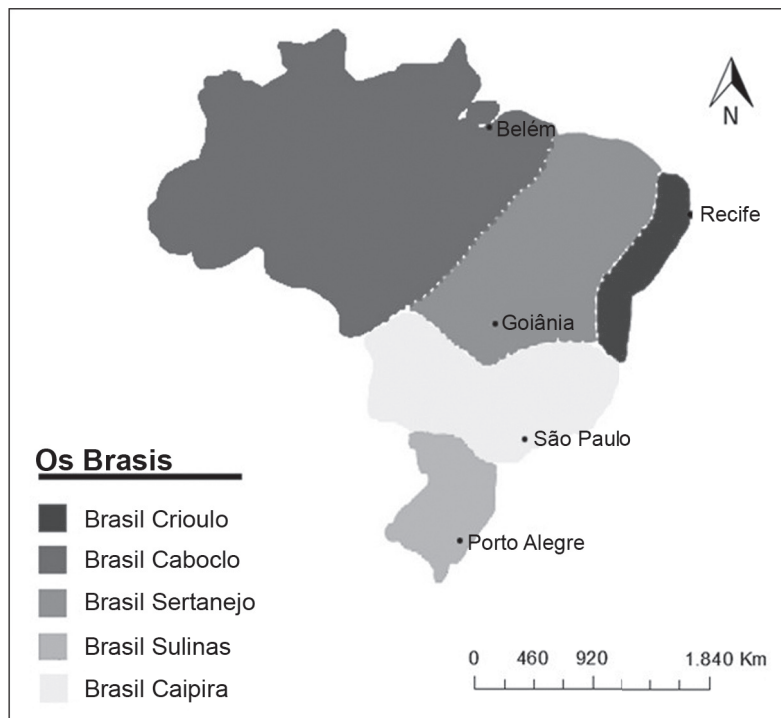 N
Belém
Recife
Goiânia
São Paulo
Porto Alegre
Os Brasis
Brasil Crioulo
Brasil Caboclo
Brasil Sertanejo
Brasil Sulinas
Brasil Caipira
0 460 920 1.840 Km